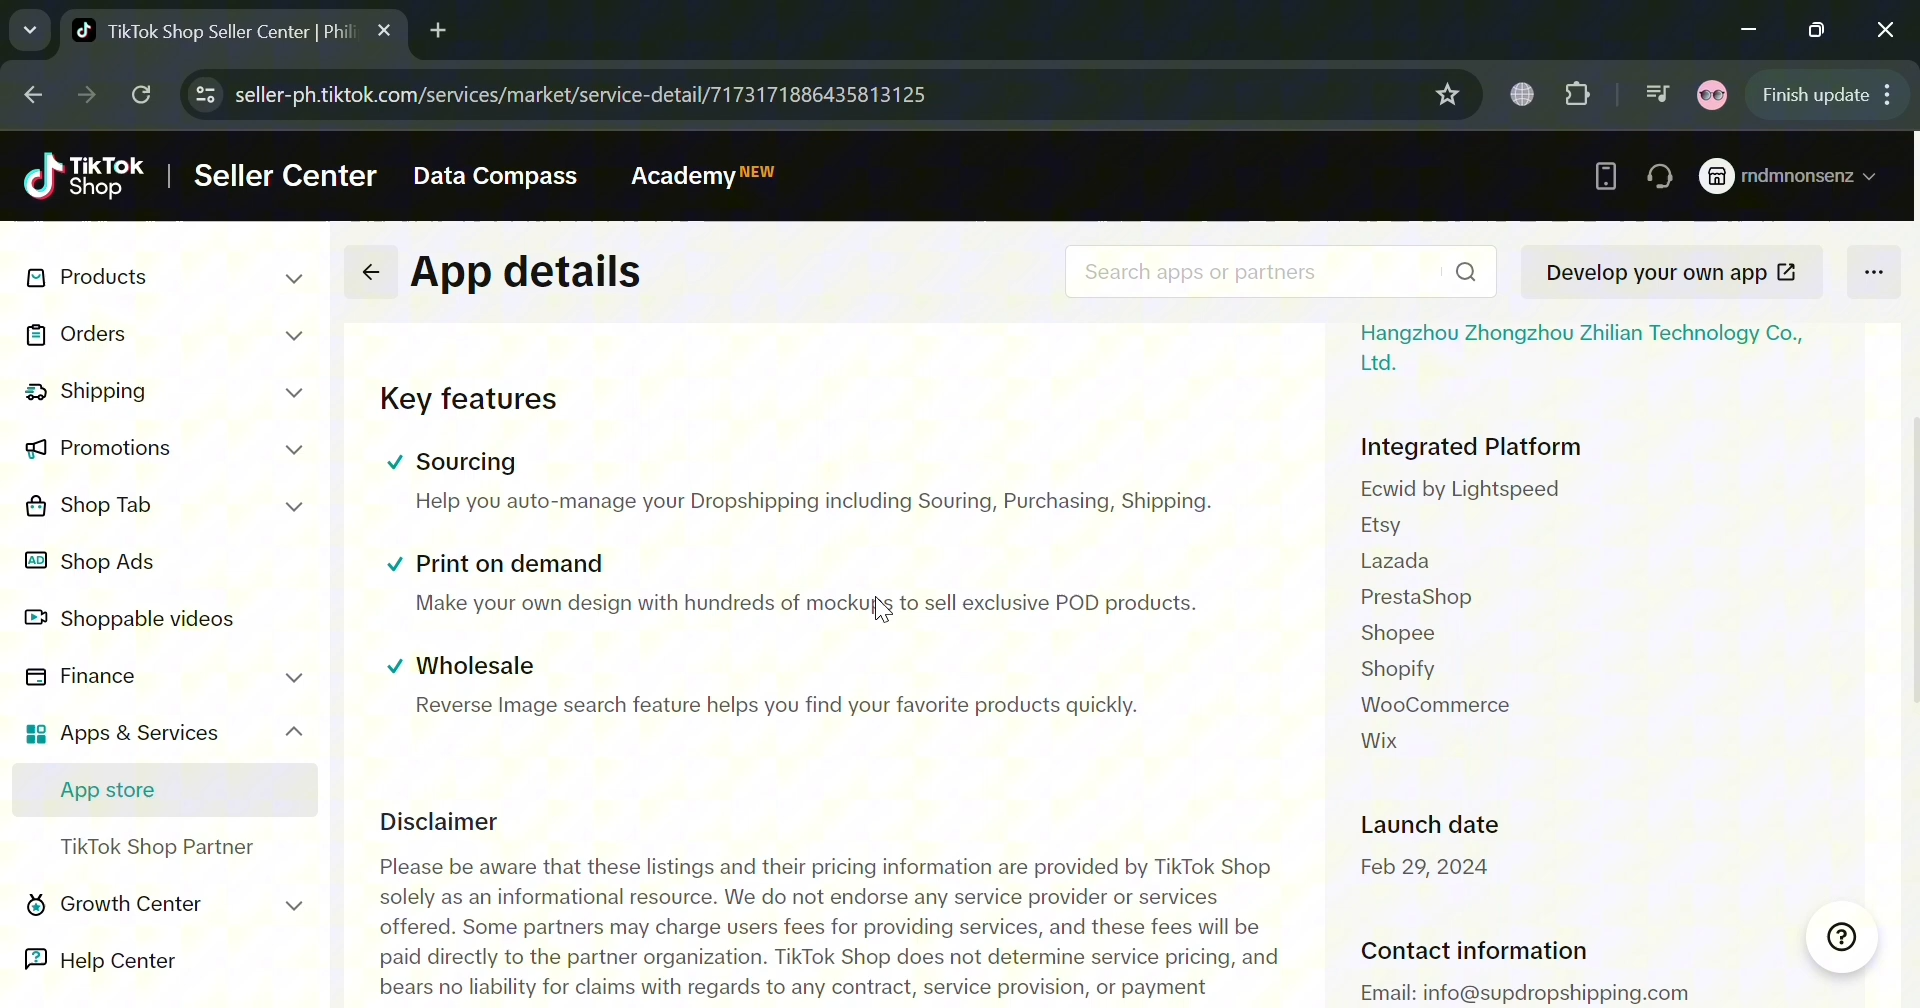 TikTok Shop Seller Center | Phili
seller-ph.tiktok.com/services/market/service-detail/7173171886435813125
Finish update
TikTok
Shop
Seller Center
Data Compass
Academy NEW
rndmnonsenz
Products
Orders
Shipping
Promotions
Shop Tab
AD
Shop Ads
Shoppable videos
Finance
Apps & Services
App store
TikTok Shop Partner
Growth Center
Help Center
App details
Search apps or partners
Develop your own app
Key features
Sourcing
Help you auto-manage your Dropshipping including Souring, Purchasing, Shipping.
Print on demand
Make your own design with hundreds of mockups to sell exclusive POD products.
Wholesale
Reverse Image search feature helps you find your favorite products quickly.
Disclaimer
Please be aware that these listings and their pricing information are provided by TikTok Shop
solely as an informational resource. We do not endorse any service provider or services
offered. Some partners may charge users fees for providing services, and these fees will be
paid directly to the partner organization. TikTok Shop does not determine service pricing, and
bears no liability for claims with regards to any contract, service provision, or payment
Hangzhou Zhongzhou Zhilian Technology Co.,
Ltd.
Integrated Platform
Ecwid by Lightspeed
Etsy
Lazada
PrestaShop
Shopee
Shopify
WooCommerce
Wix
Launch date
Feb 29, 2024
Contact information
Email: info@supdropshipping.com